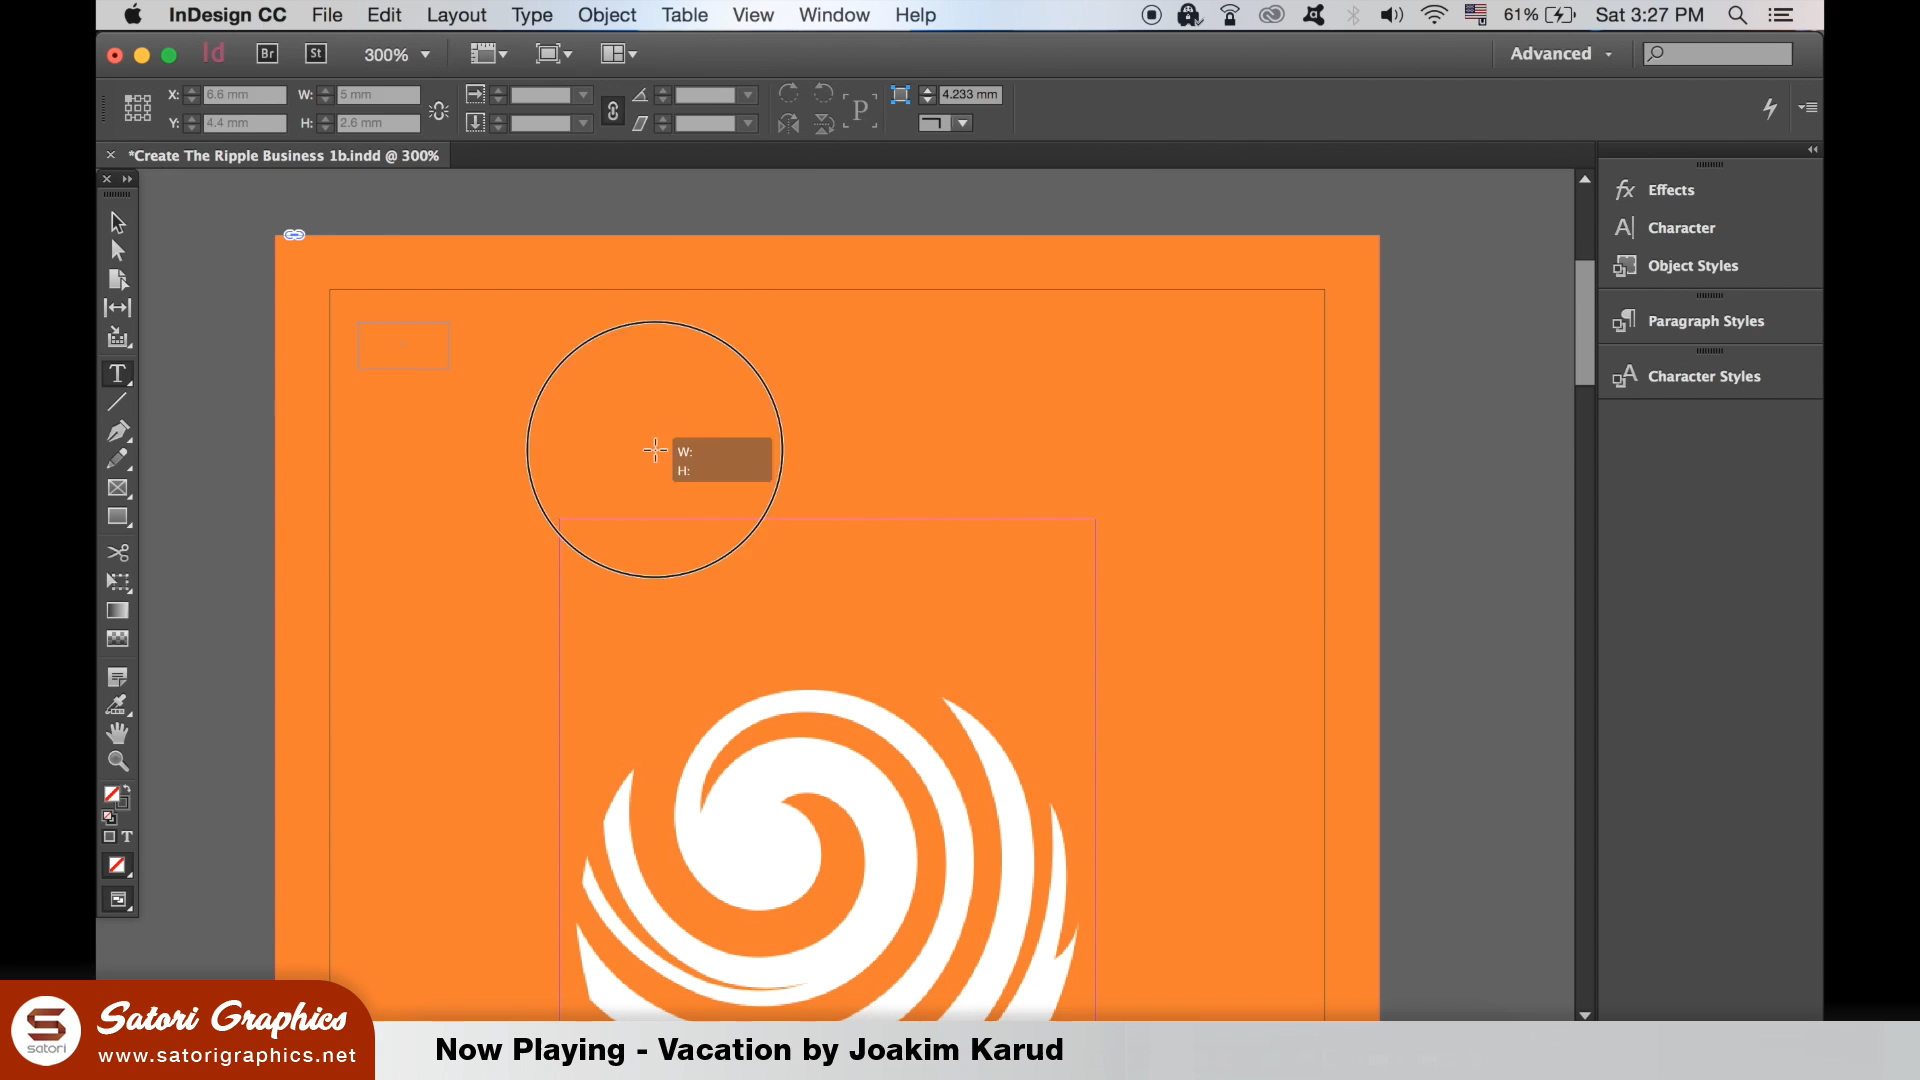 InDesign CC File Edit Layout Type Object Table View Window Help 61% Sat 3:27 PM
Id Br St 300% Advanced
X: 6.6 mm W: 5 mm P 4.233 mm
Y: 4.4 mm H: 2.6 mm
*Create The Ripple Business 1b.indd @ 300%
fx Effects
A Character
Object Styles
Paragraph Styles
A Character Styles
T
T
W:
H:
Satori Graphics
satori
www.satorigraphics.net
Now Playing - Vacation by Joakim Karud